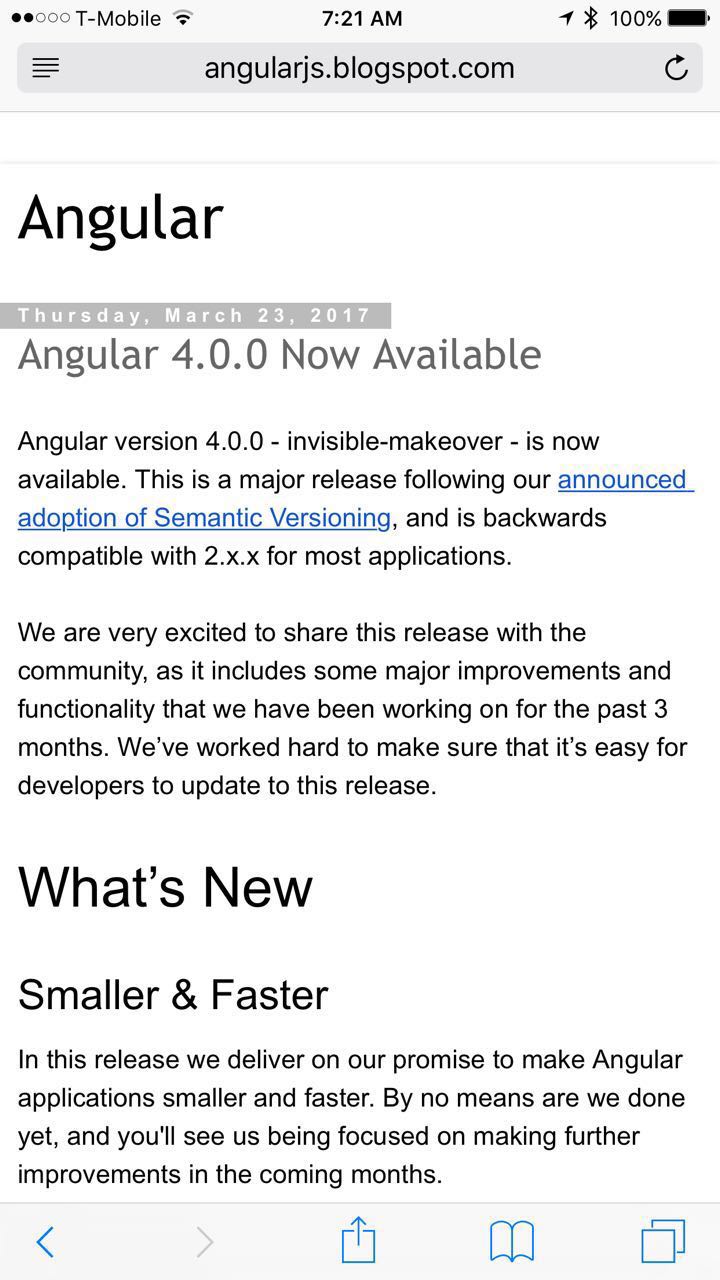 T-Mobile 7:21 AM 100%
angularjs.blogspot.com
Angular
Thursday, March 23, 2017
Angular 4.0.0 Now Available
Angular version 4.0.0 - invisible-makeover - is now
available. This is a major release following our announced
adoption of Semantic Versioning, and is backwards
compatible with 2.x.x for most applications.
We are very excited to share this release with the
community, as it includes some major improvements and
functionality that we have been working on for the past 3
months. We’ve worked hard to make sure that it’s easy for
developers to update to this release.
What’s New
Smaller & Faster
In this release we deliver on our promise to make Angular
applications smaller and faster. By no means are we done
yet, and you'll see us being focused on making further
improvements in the coming months.